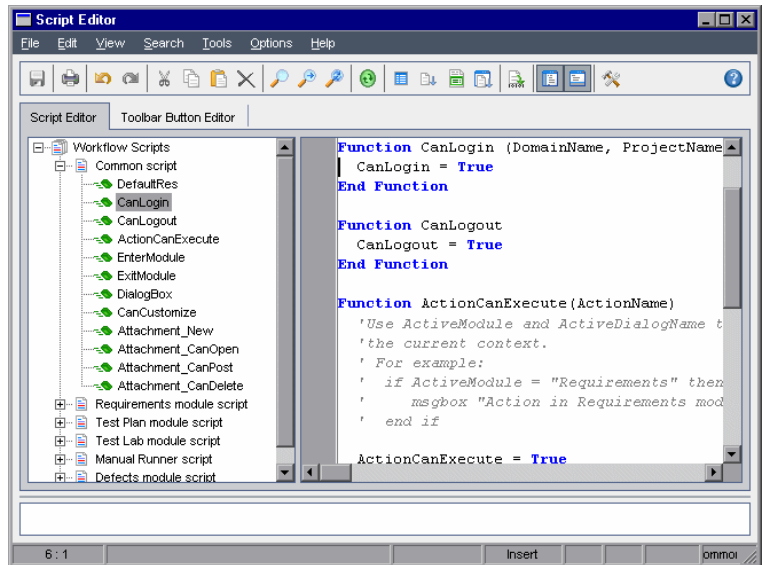 Script Editor
File Edit View Search Tools Options Help
Script Editor Toolbar Button Editor
Workflow Scripts
Common script
DefaultRes
CanLogin
CanLogout
ActionCanExecute
EnterModule
ExitModule
DialogBox
CanCustomize
Attachment_New
Attachment_CanOpen
Attachment_CanPost
Attachment_CanDelete
Requirements module script
Test Plan module script
Test Lab module script
Manual Runner script
Defects module script
Function CanLogin (DomainName, ProjectName
CanLogin = True
End Function
Function CanLogout
CanLogout = True
End Function
Function ActionCanExecute(ActionName)
'Use ActiveModule and ActiveDialogName t
'the current context.
' For example:
' if ActiveModule = "Requirements" then
' msgbox "Action in Requirements mod
' end if
ActionCanExecute = True
6 : 1 Insert